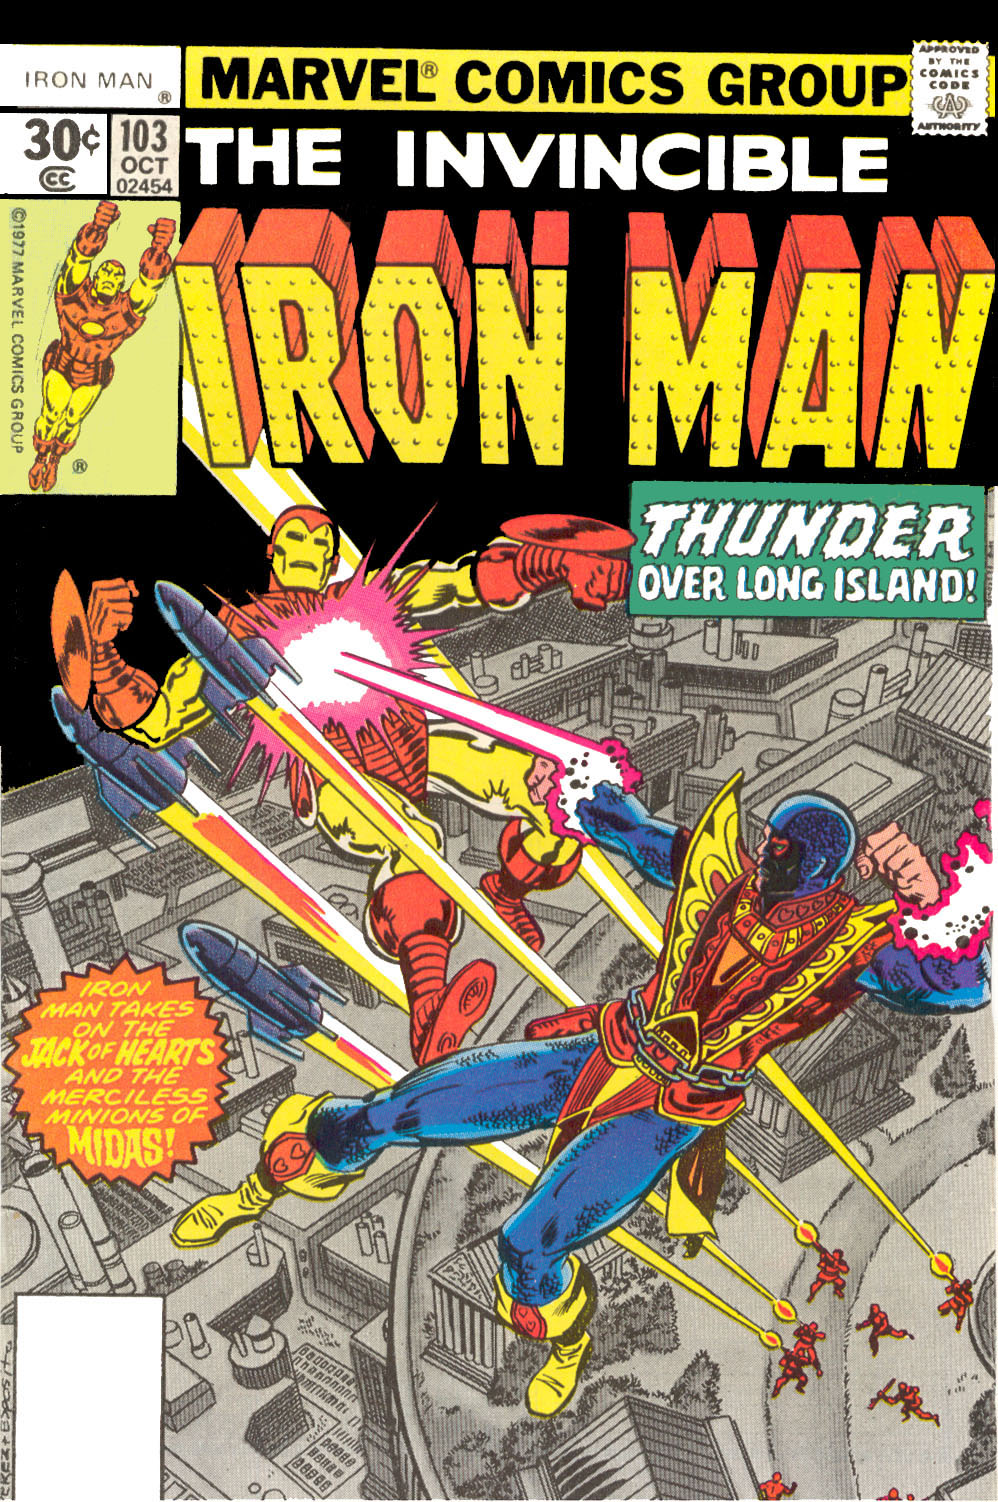 IRON MAN ®
MARVEL® COMICS GROUP
APPROVED
BY THE
COMICS
CODE
CA
AUTHORITY
30¢
CC
103
OCT
02454
THE INVINCIBLE
IRON MAN
©1977 MARVEL COMICS GROUP
®
THUNDER
OVER LONG ISLAND!
IRON
MAN TAKES
ON THE
JACK OF HEARTS
AND THE
MERCILESS
MINIONS OF
MIDAS!